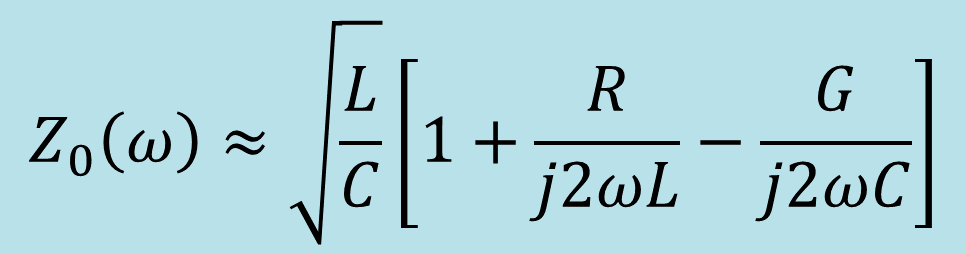 Z₀(ω) ≈ √(L/C) [1 + R/(j2ωL) − G/(j2ωC)]